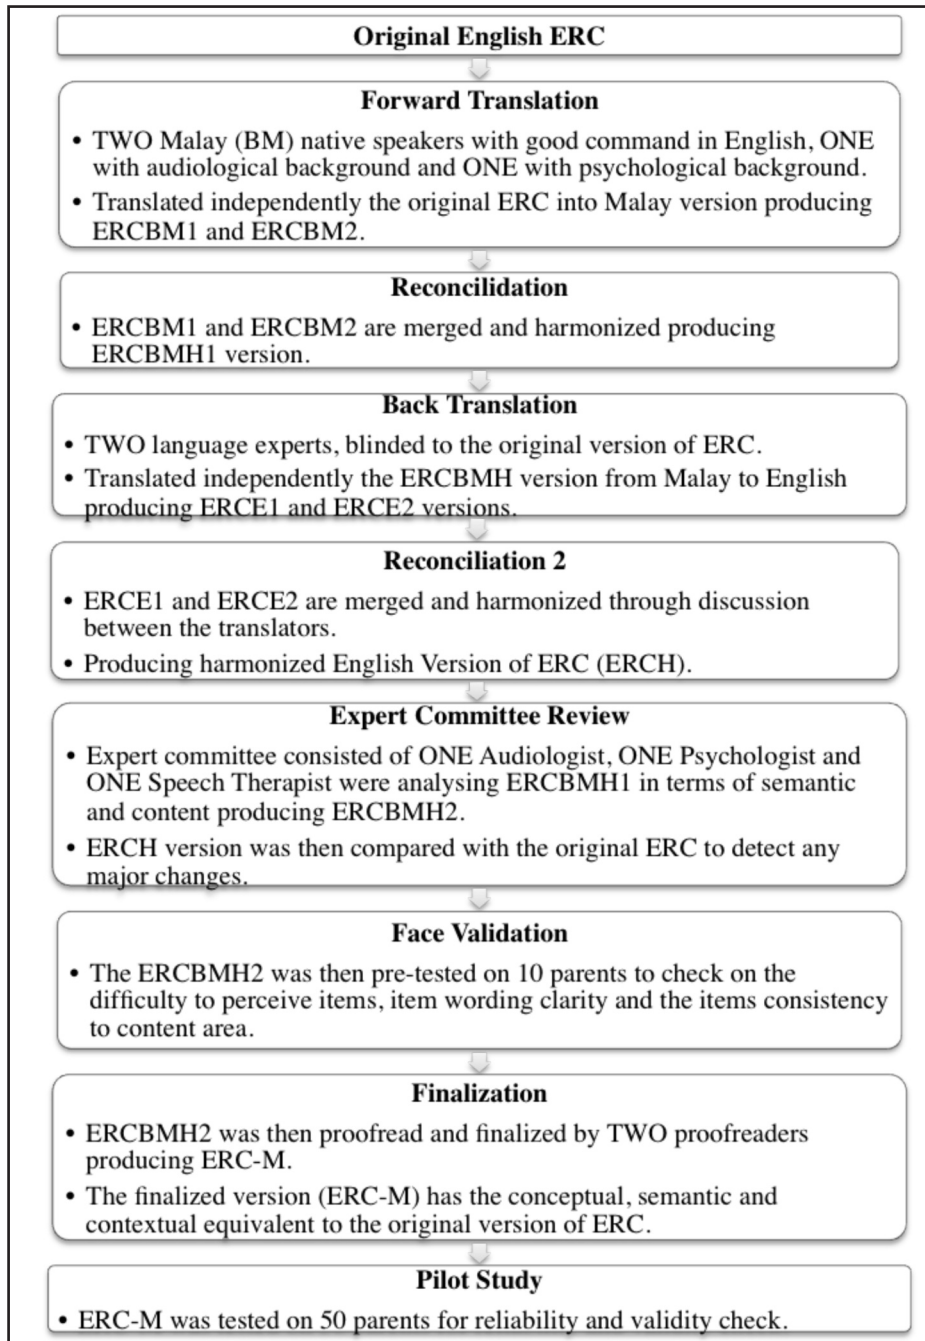 Original English ERC
Forward Translation
• TWO Malay (BM) native speakers with good command in English, ONE
with audiological background and ONE with psychological background.
• Translated independently the original ERC into Malay version producing
ERCBM1 and ERCBM2.
Reconcilidation
• ERCBM1 and ERCBM2 are merged and harmonized producing
ERCBMH1 version.
Back Translation
• TWO language experts, blinded to the original version of ERC.
• Translated independently the ERCBMH version from Malay to English
producing ERCE1 and ERCE2 versions.
Reconciliation 2
• ERCE1 and ERCE2 are merged and harmonized through discussion
between the translators.
• Producing harmonized English Version of ERC (ERCH).
Expert Committee Review
• Expert committee consisted of ONE Audiologist, ONE Psychologist and
ONE Speech Therapist were analysing ERCBMH1 in terms of semantic
and content producing ERCBMH2.
• ERCH version was then compared with the original ERC to detect any
major changes.
Face Validation
• The ERCBMH2 was then pre-tested on 10 parents to check on the
difficulty to perceive items, item wording clarity and the items consistency
to content area.
Finalization
• ERCBMH2 was then proofread and finalized by TWO proofreaders
producing ERC-M.
• The finalized version (ERC-M) has the conceptual, semantic and
contextual equivalent to the original version of ERC.
Pilot Study
• ERC-M was tested on 50 parents for reliability and validity check.